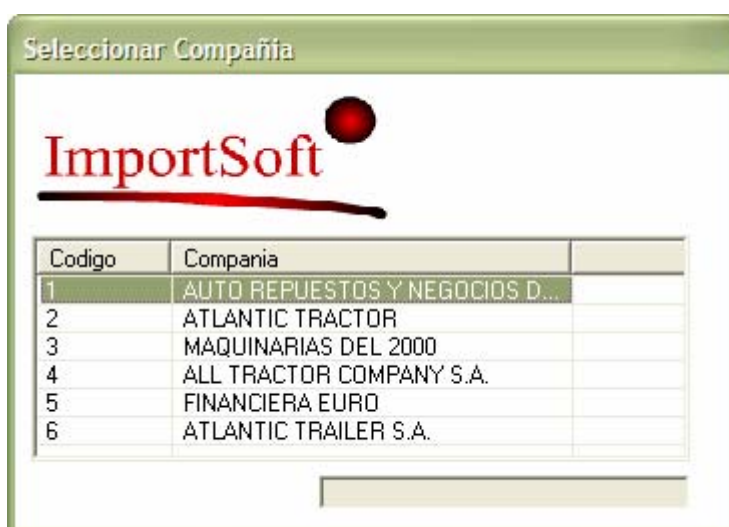 Seleccionar Compañia
ImportSoft
Codigo Compania
1 AUTO REPUESTOS Y NEGOCIOS D...
2 ATLANTIC TRACTOR
3 MAQUINARIAS DEL 2000
4 ALL TRACTOR COMPANY S.A.
5 FINANCIERA EURO
6 ATLANTIC TRAILER S.A.